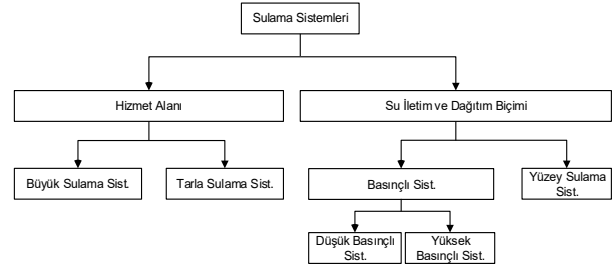 Sulama Sistemleri
Hizmet Alanı
Su İletim ve Dağıtım Biçimi
Büyük Sulama Sist.
Tarla Sulama Sist.
Basınçlı Sist.
Yüzey Sulama
Sist.
Düşük Basınçlı
Sist.
Yüksek
Basınçlı Sist.